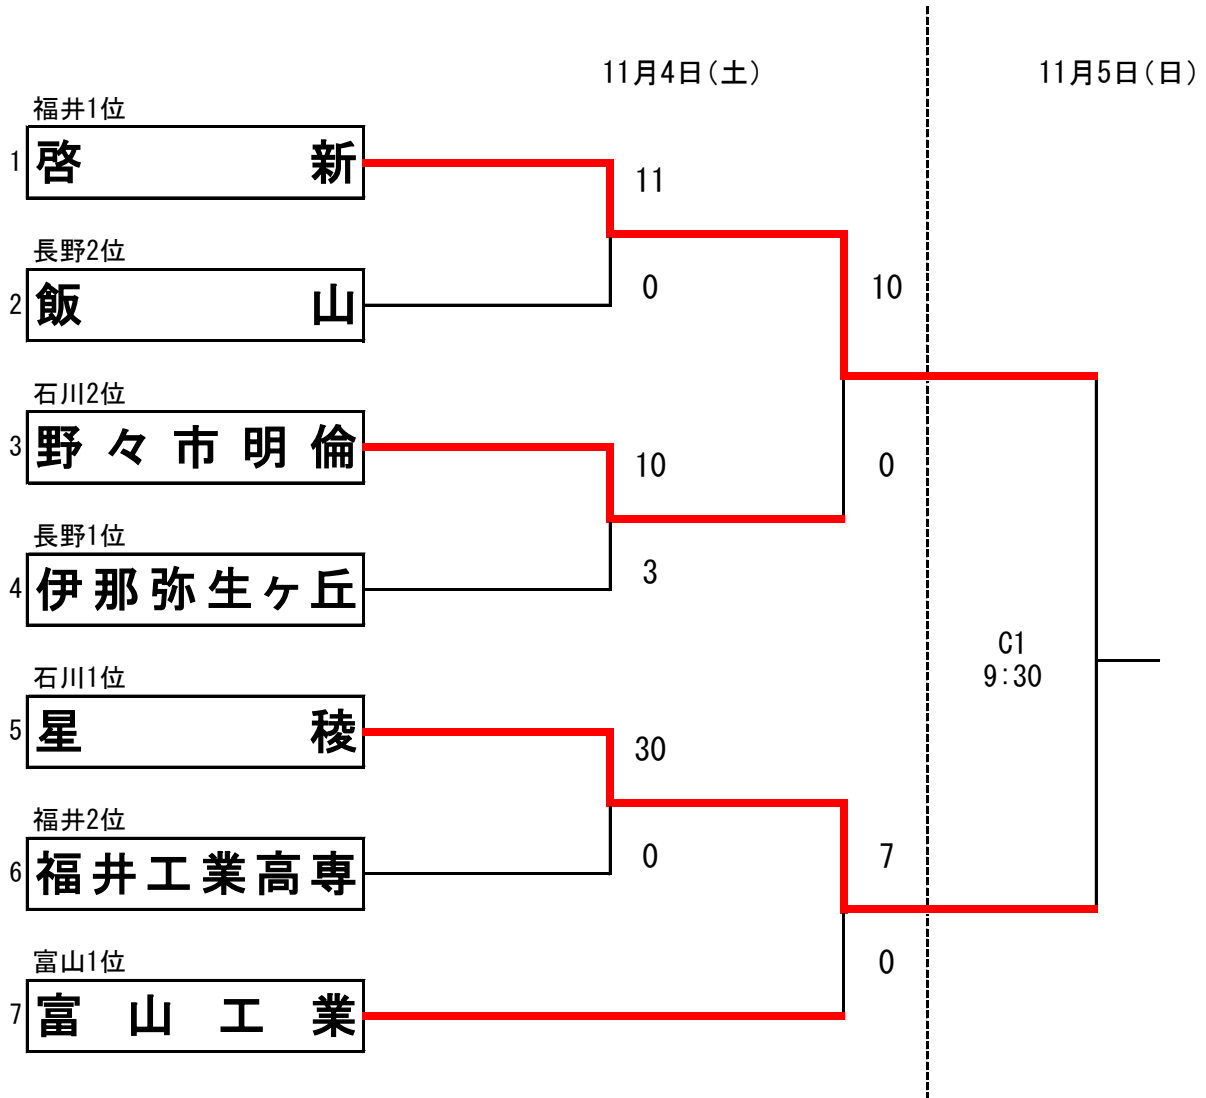 11月4日(土)
11月5日(日)
福井1位
1 啓新
11
長野2位
2 飯山
0
10
石川2位
3 野々市明倫
10
0
長野1位
4 伊那弥生ヶ丘
3
C1
9:30
石川1位
5 星稜
30
福井2位
6 福井工業高専
0
7
富山1位
7 富山工業
0